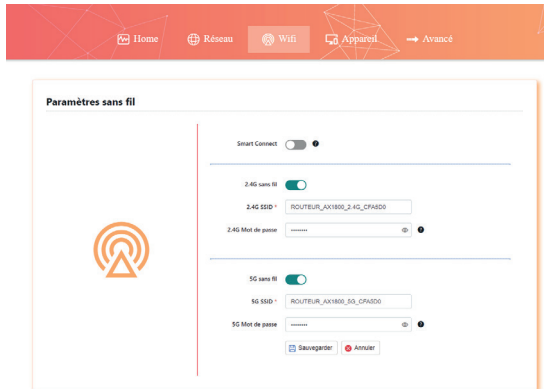 Home Réseau Wifi Appareil Avancé
Paramètres sans fil
Smart Connect
2.4G sans fil
2.4G SSID * ROUTEUR_AX1800_2.4G_CFA5D0
2.4G Mot de passe ••••••••
5G sans fil
5G SSID * ROUTEUR_AX1800_5G_CFA5D0
5G Mot de passe ••••••••
Sauvegarder Annuler